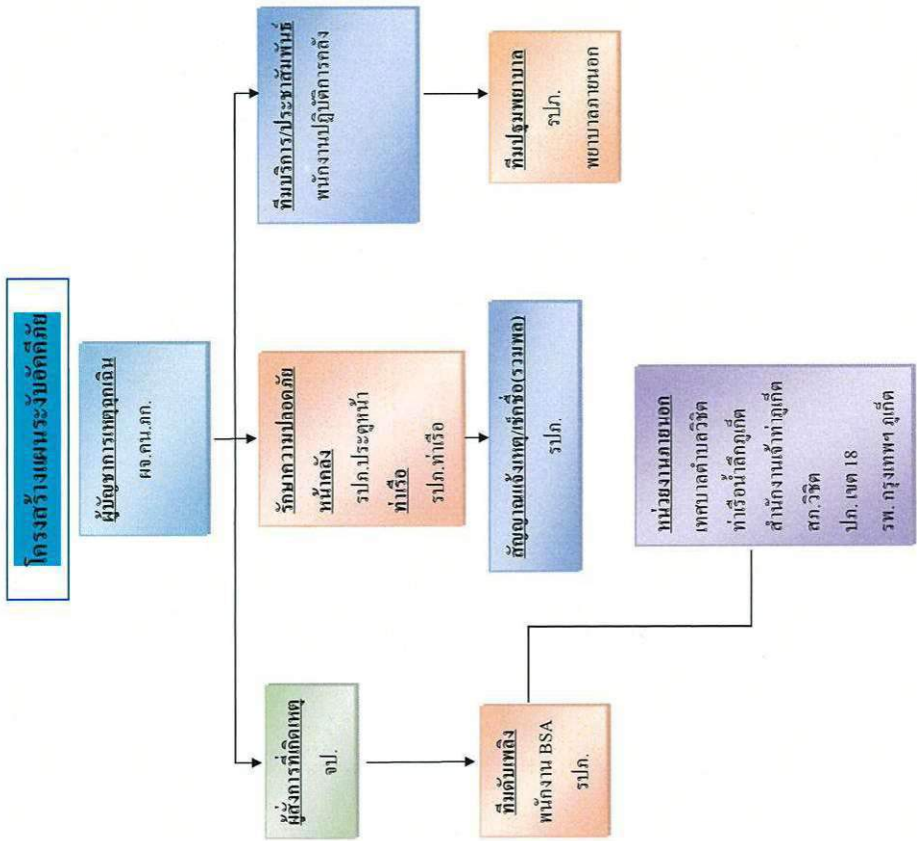 โครงสร้างแผนระงับอัคคีภัย
ผู้บัญชาการเหตุฉุกเฉิน
ผจ.คน.ภก.
ผู้สั่งการที่เกิดเหตุ
จป.
รักษาความปลอดภัย
หน้าคลัง
รปภ.ประตูหน้า
ท่าเรือ
รปภ.ท่าเรือ
ทีมบริการ/ประชาสัมพันธ์
พนักงานปฏิบัติการคลัง
ทีมดับเพลิง
พนักงาน BSA
รปภ.
สัญญาณแจ้งเหตุ/เช็คชื่อ(รวมพล)
รปภ.
ทีมปฐมพยาบาล
รปภ.
พยาบาลภายนอก
หน่วยงานภายนอก
เทศบาลตำบลวิชิต
ท่าเรือน้ำลึกภูเก็ต
สำนักงานเจ้าท่าภูเก็ต
สภ.วิชิต
ปภ. เขต 18
รพ. กรุงเทพฯ ภูเก็ต